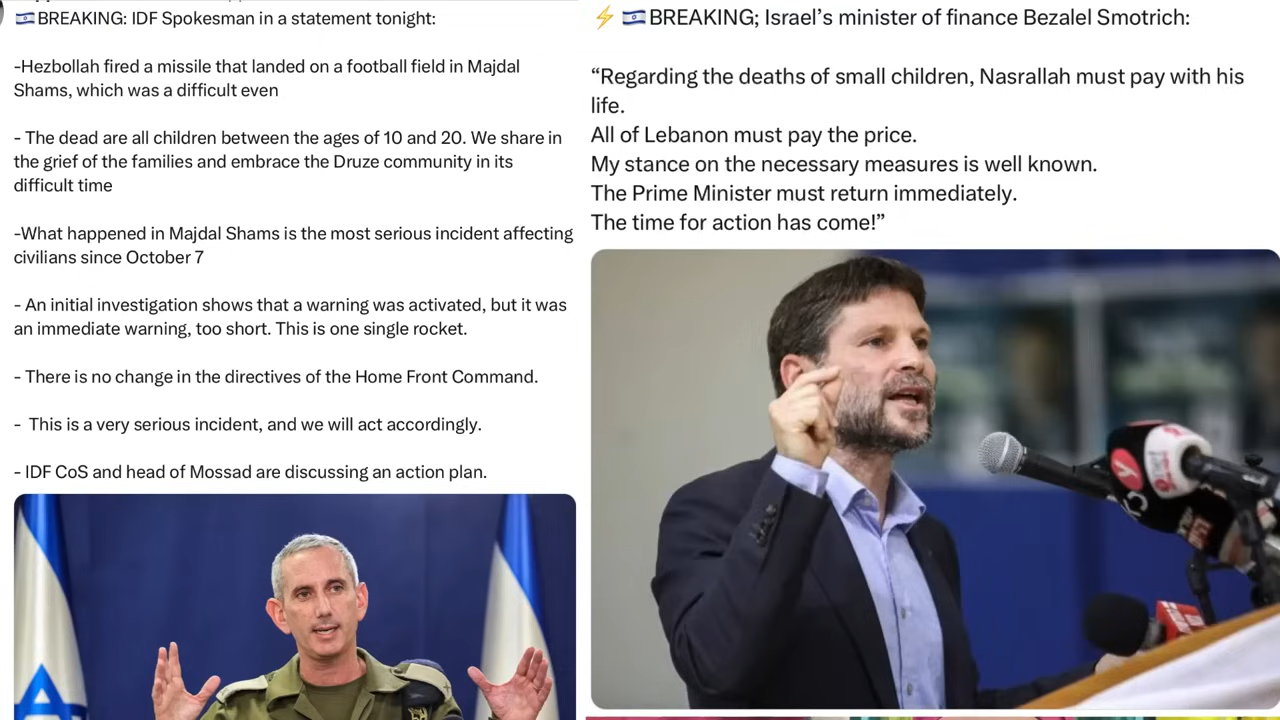 🇮🇱BREAKING: IDF Spokesman in a statement tonight:
-Hezbollah fired a missile that landed on a football field in Majdal
Shams, which was a difficult even
- The dead are all children between the ages of 10 and 20. We share in
the grief of the families and embrace the Druze community in its
difficult time
-What happened in Majdal Shams is the most serious incident affecting
civilians since October 7
- An initial investigation shows that a warning was activated, but it was
an immediate warning, too short. This is one single rocket.
- There is no change in the directives of the Home Front Command.
-  This is a very serious incident, and we will act accordingly.
- IDF CoS and head of Mossad are discussing an action plan.
⚡️🇮🇱BREAKING; Israel’s minister of finance Bezalel Smotrich:
“Regarding the deaths of small children, Nasrallah must pay with his
life.
All of Lebanon must pay the price.
My stance on the necessary measures is well known.
The Prime Minister must return immediately.
The time for action has come!”